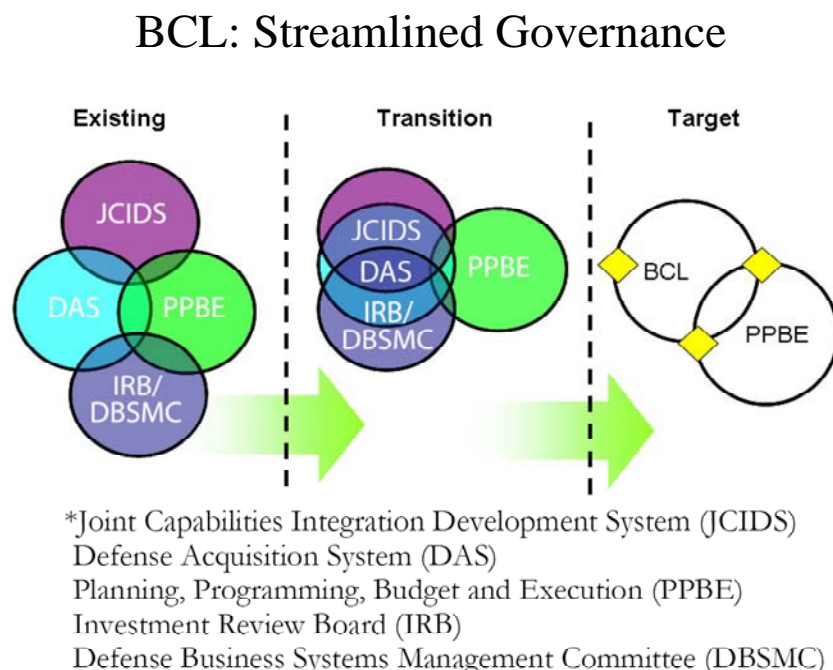 BCL: Streamlined Governance
Existing
Transition
Target
JCIDS
DAS
PPBE
IRB/
DBSMC
JCIDS
DAS
PPBE
IRB/
DBSMC
BCL
PPBE
*Joint Capabilities Integration Development System (JCIDS)
Defense Acquisition System (DAS)
Planning, Programming, Budget and Execution (PPBE)
Investment Review Board (IRB)
Defense Business Systems Management Committee (DBSMC)